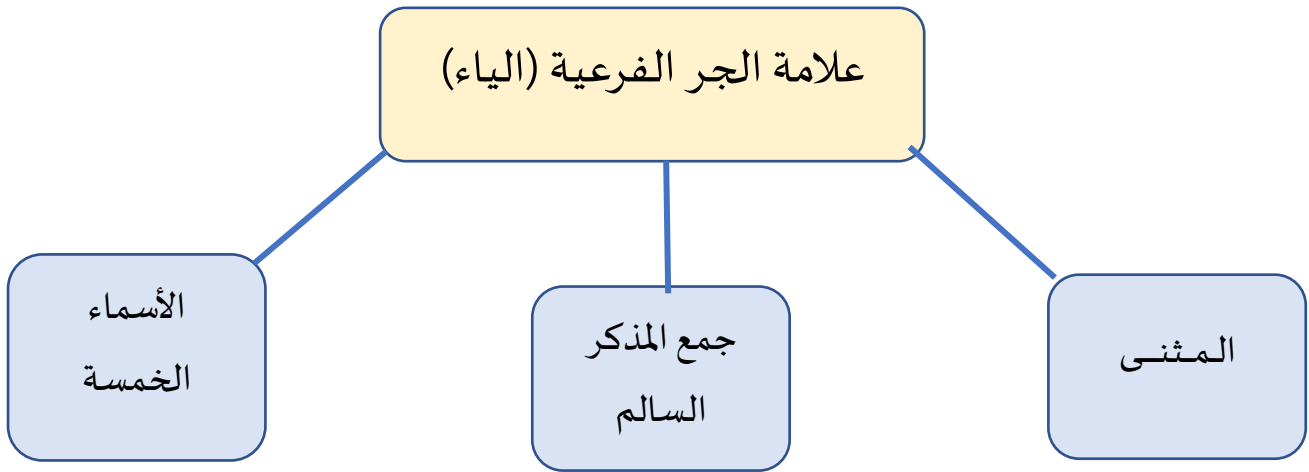 علامة الجر الفرعية (الياء)
المثنى
جمع المذكر
السالم
الأسماء
الخمسة